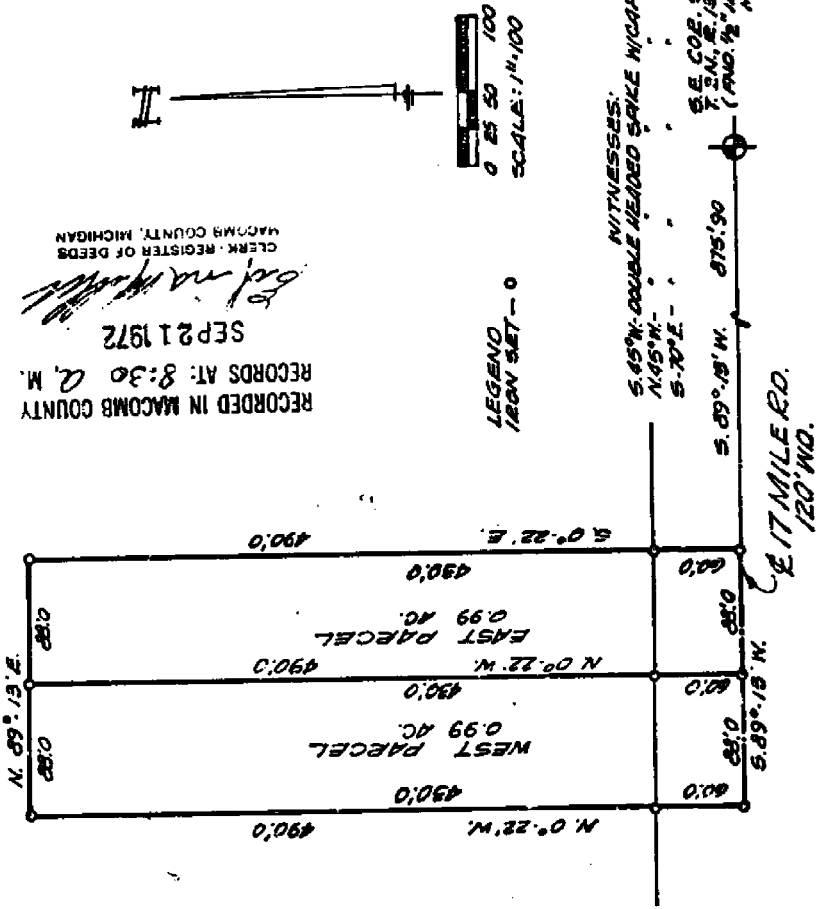 N
0 25 50 100
SCALE: 1"=100
RECORDED IN MACOMB COUNTY
RECORDS AT: 8:30 A.M.
SEP 21 1972
CLERK - REGISTER OF DEEDS
MACOMB COUNTY, MICHIGAN
LEGEND
IRON SET - O
WITNESSES:
S.45°W.- DOUBLE HEADED SPIKE W/CAP
N.45°W.- " " " "
S.70°E.- " " " "
S.E. COR.
T.2N., R.
(FND. 1/2"
S. 89°-13' W. 875.90
₵ 17 MILE RD.
120' WD.
N. 89°-13' E.
88.0
88.0
S. 0°-22' E.
490.0
430.0
60.0
EAST PARCEL
0.99 AC.
N. 0°-22' W.
490.0
430.0
60.0
WEST PARCEL
0.99 AC.
430.0
60.0
N. 0°-22' W.
490.0
88.0
88.0
S. 89°-13' W.